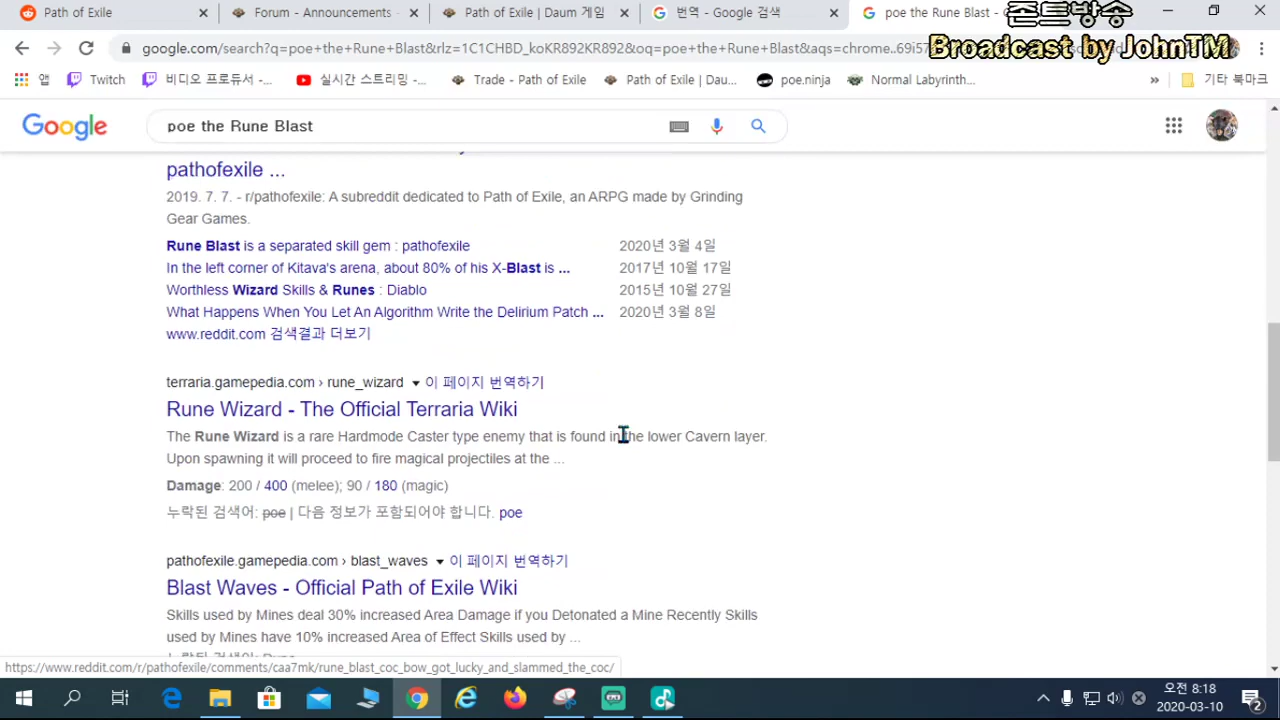 Path of Exile
Forum - Announcements -
Path of Exile | Daum 게임
번역 - Google 검색
poe the Rune Blast -
존트방송
google.com/search?q=poe+the+Rune+Blast&rlz=1C1CHBD_koKR892KR892&oq=poe+the+Rune+Blast&aqs=chrome..69i57
Broadcast by JohnTM
앱
Twitch
비디오 프로듀서 -...
실시간 스트리밍 -...
Trade - Path of Exile
Path of Exile | Dau...
poe.ninja
Normal Labyrinth...
»
기타 북마크
Google
poe the Rune Blast
pathofexile ...
2019. 7. 7. - r/pathofexile: A subreddit dedicated to Path of Exile, an ARPG made by Grinding
Gear Games.
Rune Blast is a separated skill gem : pathofexile 2020년 3월 4일
In the left corner of Kitava's arena, about 80% of his X-Blast is ... 2017년 10월 17일
Worthless Wizard Skills & Runes : Diablo 2015년 10월 27일
What Happens When You Let An Algorithm Write the Delirium Patch ... 2020년 3월 8일
www.reddit.com 검색결과 더보기
terraria.gamepedia.com › rune_wizard ▾ 이 페이지 번역하기
Rune Wizard - The Official Terraria Wiki
The Rune Wizard is a rare Hardmode Caster type enemy that is found in the lower Cavern layer.
Upon spawning it will proceed to fire magical projectiles at the ...
Damage: 200 / 400 (melee); 90 / 180 (magic)
누락된 검색어: poe | 다음 정보가 포함되어야 합니다. poe
pathofexile.gamepedia.com › blast_waves ▾ 이 페이지 번역하기
Blast Waves - Official Path of Exile Wiki
Skills used by Mines deal 30% increased Area Damage if you Detonated a Mine Recently Skills
used by Mines have 10% increased Area of Effect Skills used by ...
https://www.reddit.com/r/pathofexile/comments/caa7mk/rune_blast_coc_bow_got_lucky_and_slammed_the_coc/
오전 8:18
2020-03-10
2